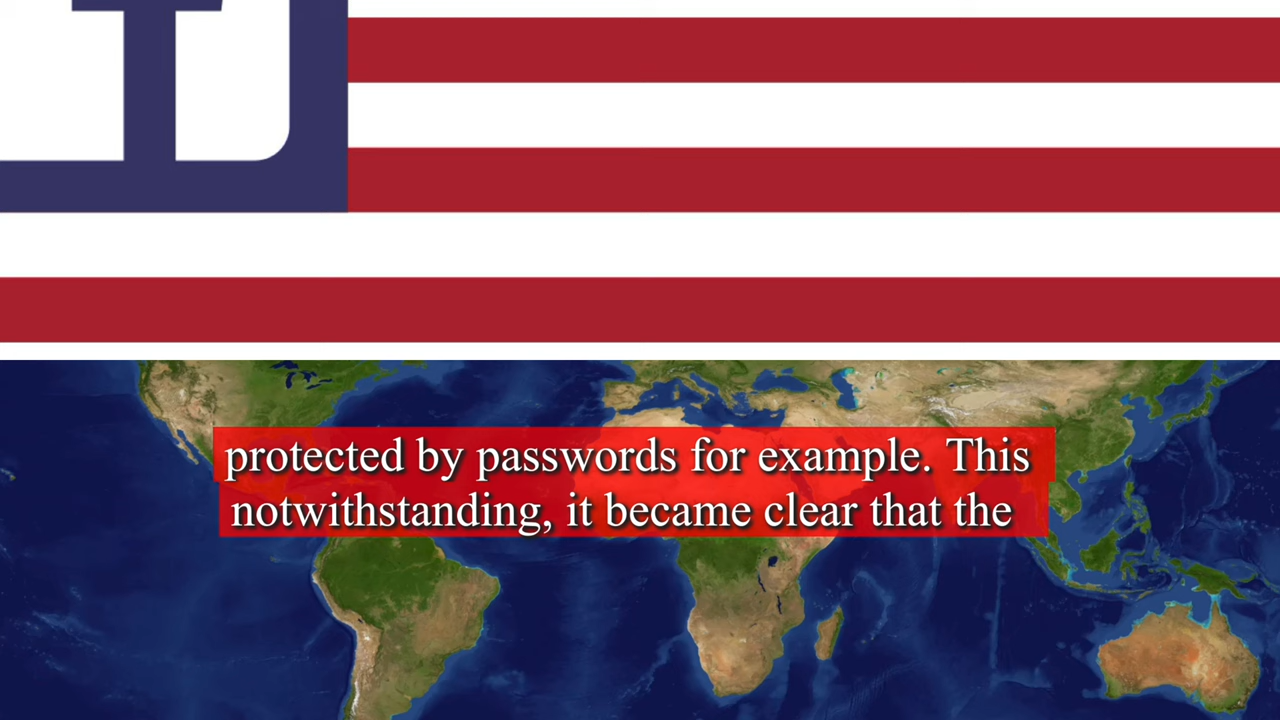 protected by passwords for example. This
notwithstanding, it became clear that the